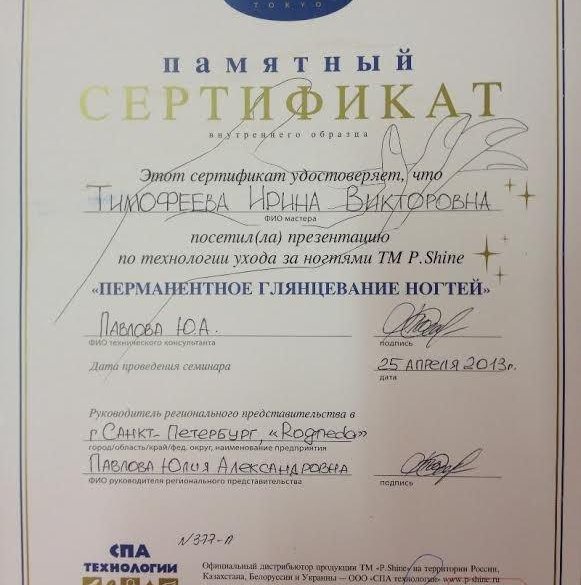 TOKYO
ПАМЯТНЫЙ
СЕРТИФИКАТ
внутреннего образца
Этот сертификат удостоверяет, что
ТИМОФЕЕВА ИРИНА ВИКТОРОВНА
ФИО мастера
посетил(ла) презентацию
по технологии ухода за ногтями ТМ P.Shine
«ПЕРМАНЕНТНОЕ ГЛЯНЦЕВАНИЕ НОГТЕЙ»
ПАВЛОВА Ю.А.
ФИО технического консультанта подпись
Дата проведения семинара 25 АПРЕЛЯ 2013г.
дата
Руководитель регионального представительства в
г. САНКТ-ПЕТЕРБУРГ, «Rogneda»
город/область/край/фед. округ, наименование предприятия
ПАВЛОВА ЮЛИЯ АЛЕКСАНДРОВНА
ФИО руководителя регионального представительства подпись
N377-П
СПА
ТЕХНОЛОГИИ
Официальный дистрибьютор продукции ТМ «P.Shine» на территории России,
Казахстана, Белоруссии и Украины — ООО «СПА технологии» www.p-shine.ru